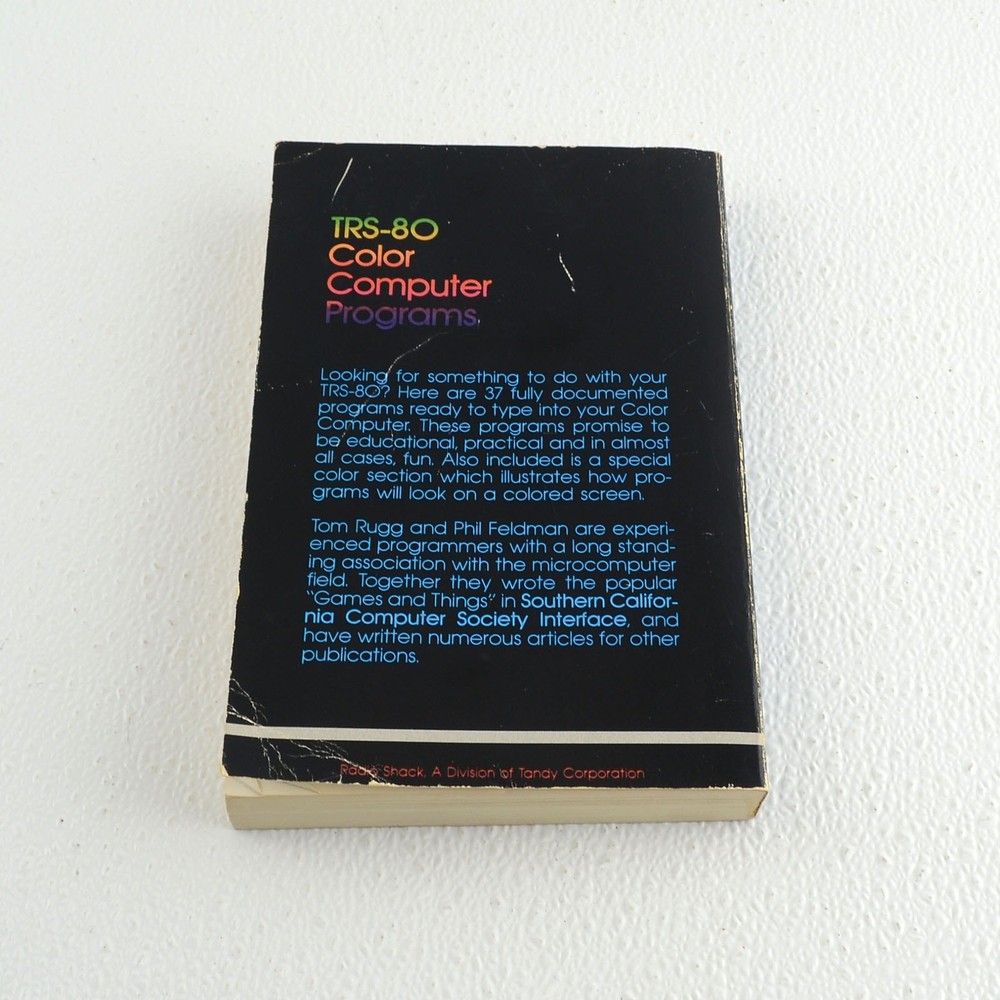 TRS-80
Color
Computer
Programs
Looking for something to do with your
TRS-80? Here are 37 fully documented
programs ready to type into your Color
Computer. These programs promise to
be educational, practical and in almost
all cases, fun. Also included is a special
color section which illustrates how pro-
grams will look on a colored screen.
Tom Rugg and Phil Feldman are experi-
enced programmers with a long stand-
ing association with the microcomputer
field. Together they wrote the popular
"Games and Things" in Southern Califor-
nia Computer Society Interface, and
have written numerous articles for other
publications.
Radio Shack, A Division of Tandy Corporation